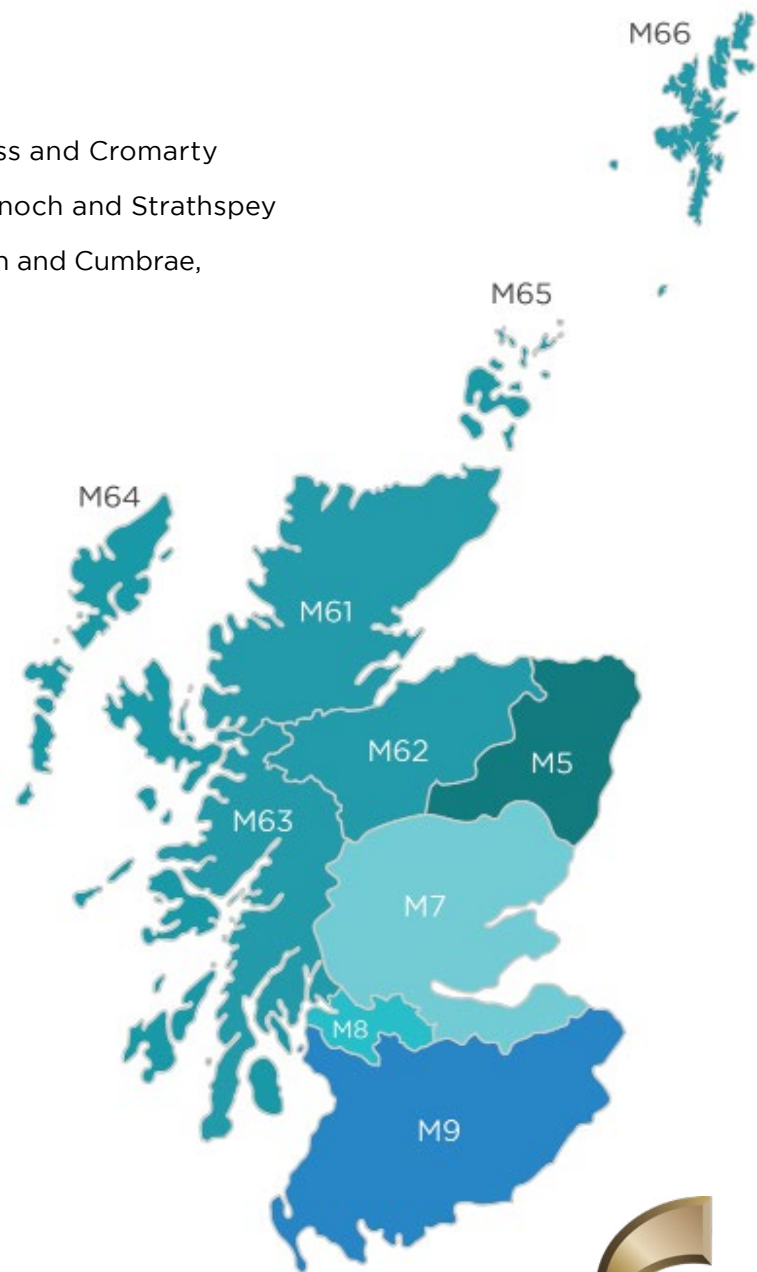 M66
ss and Cromarty
noch and Strathspey
n and Cumbrae,
M65
M64
M61
M62
M5
M63
M7
M8
M9